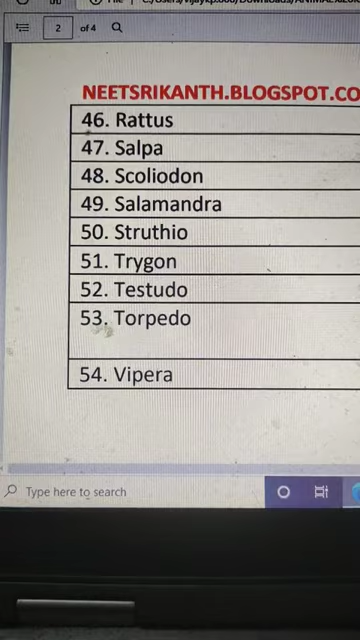 2 of 4
NEETSRIKANTH.BLOGSPOT.CO
46. Rattus
47. Salpa
48. Scoliodon
49. Salamandra
50. Struthio
51. Trygon
52. Testudo
53. Torpedo
54. Vipera
Type here to search